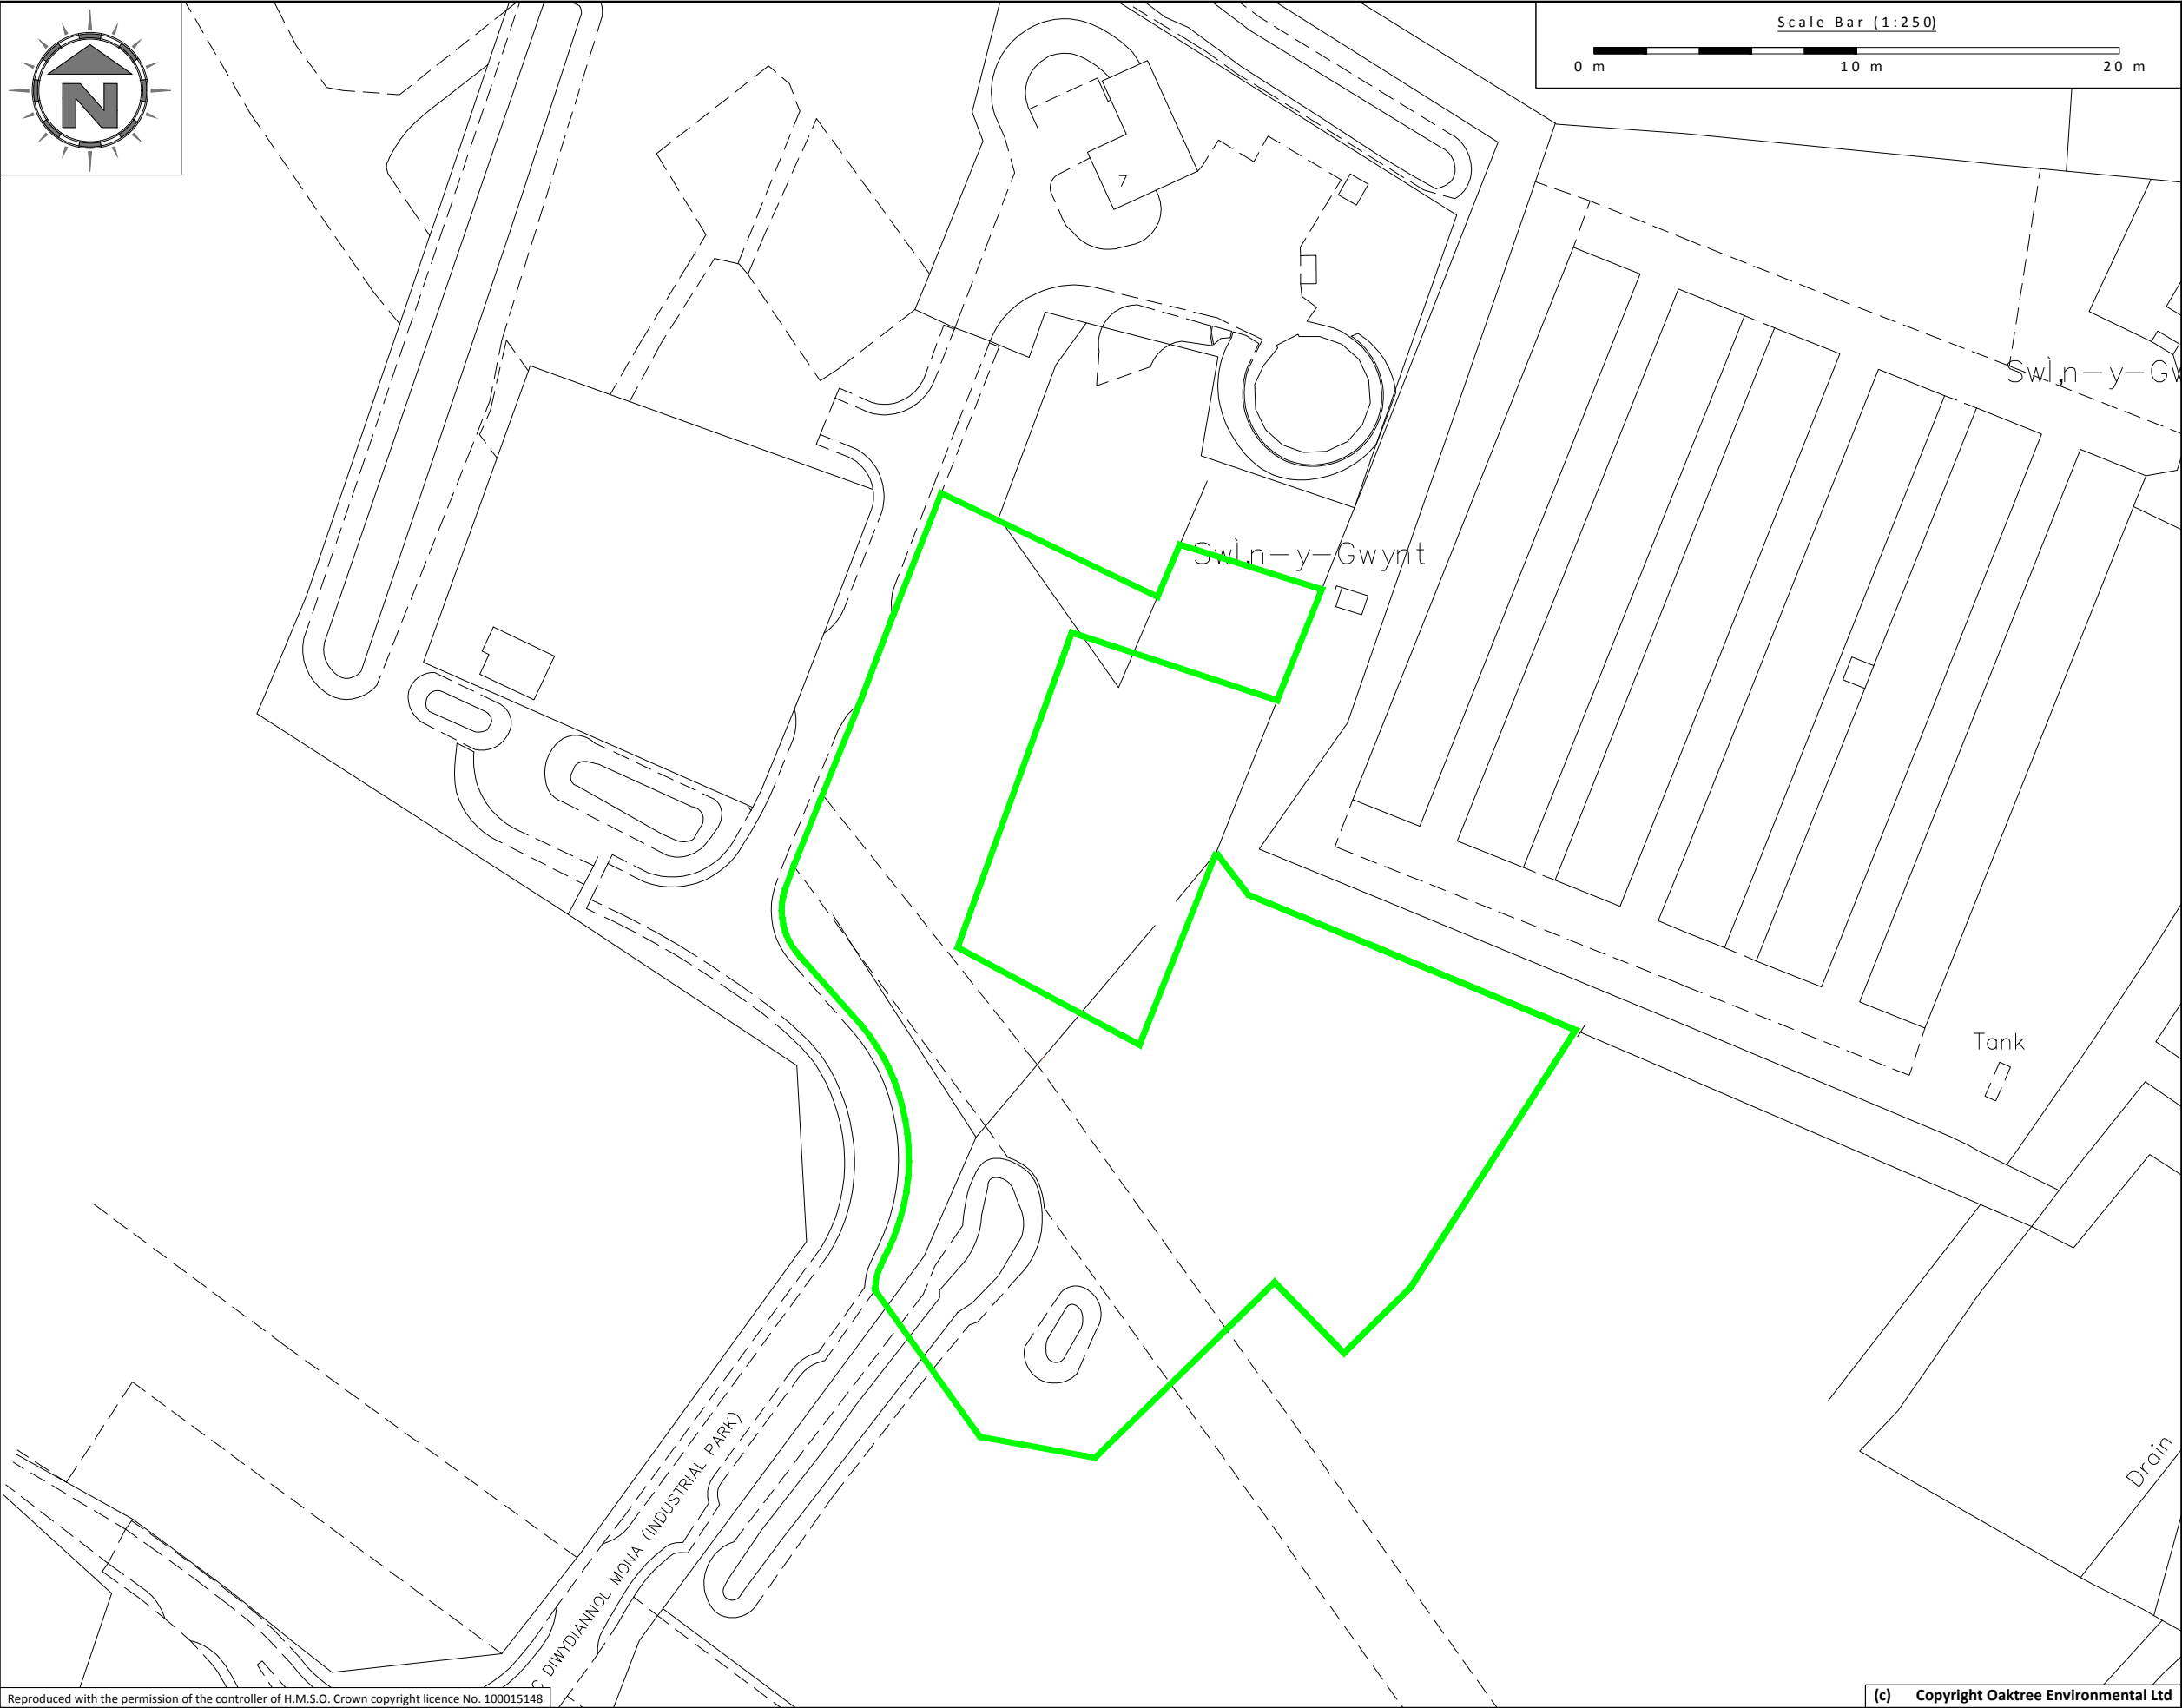 N
Scale Bar (1:250)
0 m 10 m 20 m
7
Swìn-y-Gw
Swìn-y-Gwynt
Tank
Drain
DIWYDIANNOL MONA (INDUSTRIAL PARK)
Reproduced with the permission of the controller of H.M.S.O. Crown copyright licence No. 100015148
(c) Copyright Oaktree Environmental Ltd